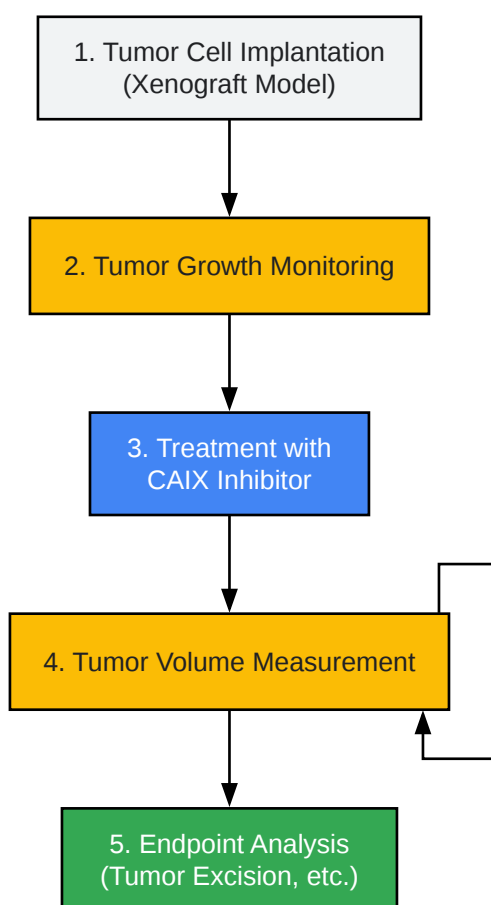 1. Tumor Cell Implantation
(Xenograft Model)
2. Tumor Growth Monitoring
3. Treatment with
CAIX Inhibitor
4. Tumor Volume Measurement
5. Endpoint Analysis
(Tumor Excision, etc.)